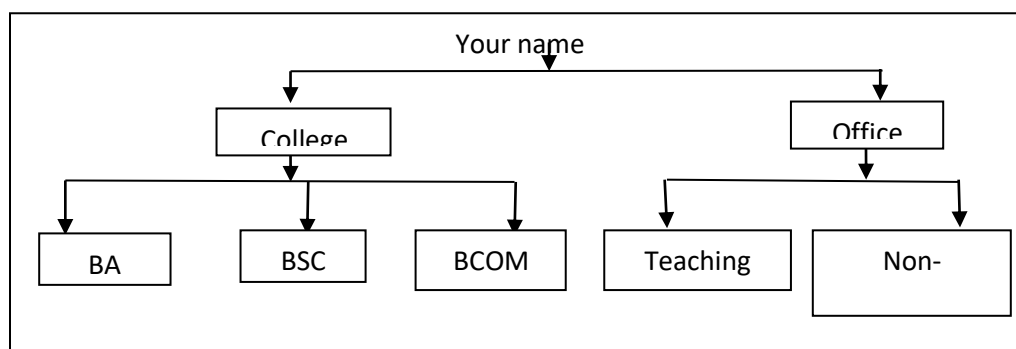 Your name
College
Office
BA
BSC
BCOM
Teaching
Non-